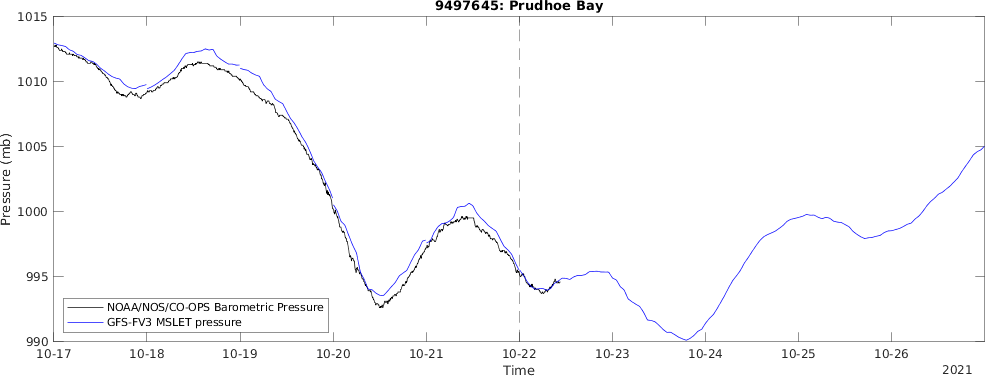 9497645: Prudhoe Bay
Pressure (mb)
1015
1010
1005
1000
995
990
NOAA/NOS/CO-OPS Barometric Pressure
GFS-FV3 MSLET pressure
10-17 10-18 10-19 10-20 10-21 10-22 10-23 10-24 10-25 10-26
Time
2021